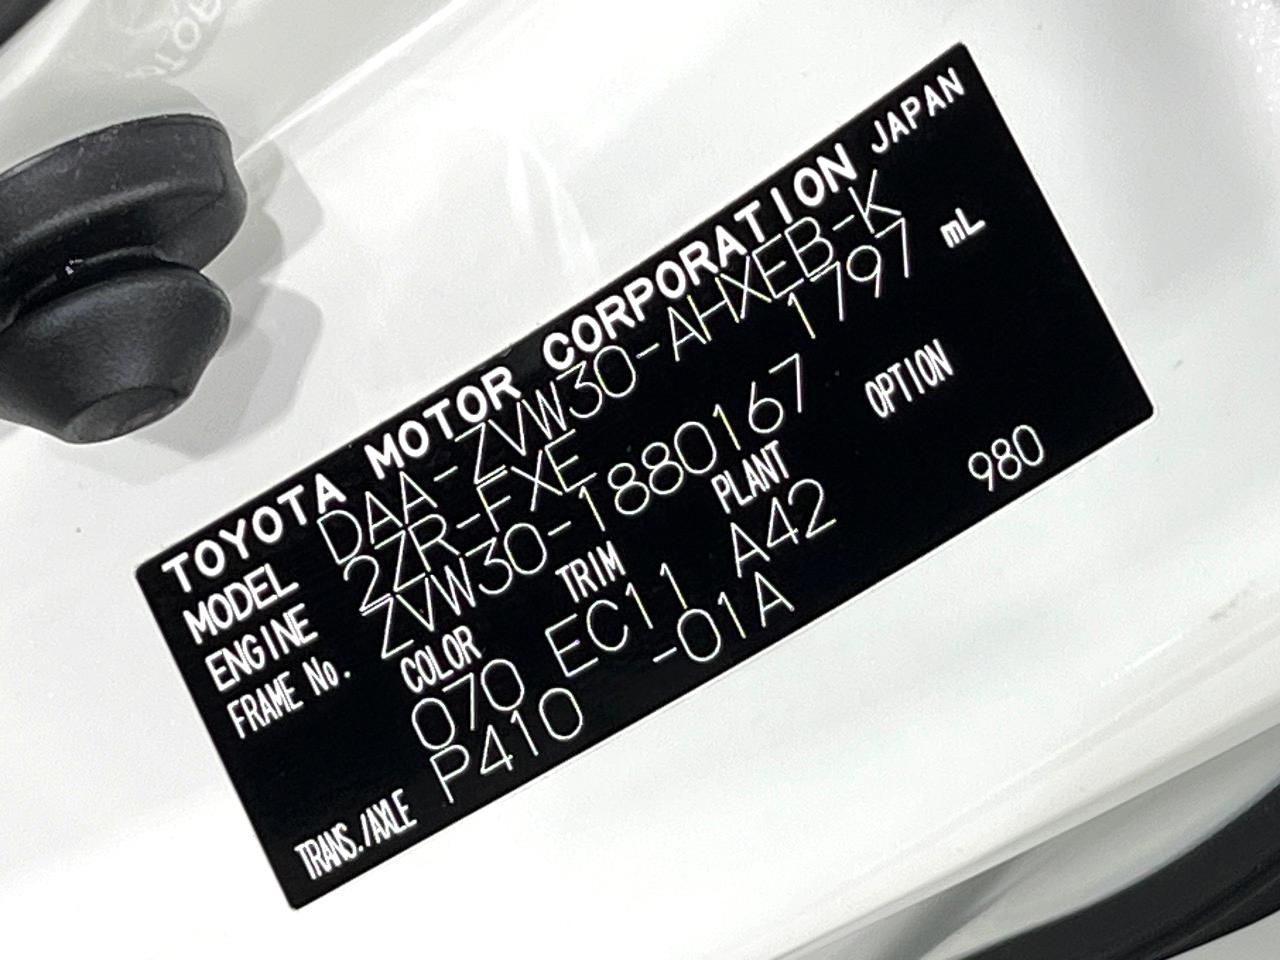 TOYOTA MOTOR CORPORATION JAPAN
MODEL DAA-ZVW30-AHXEB-K
ENGINE 2ZR-FXE 1797 mL
FRAME No. ZVW30-1880167
COLOR TRIM PLANT OPTION
070 EC11 A42 980
TRANS./AXLE P410 -01A